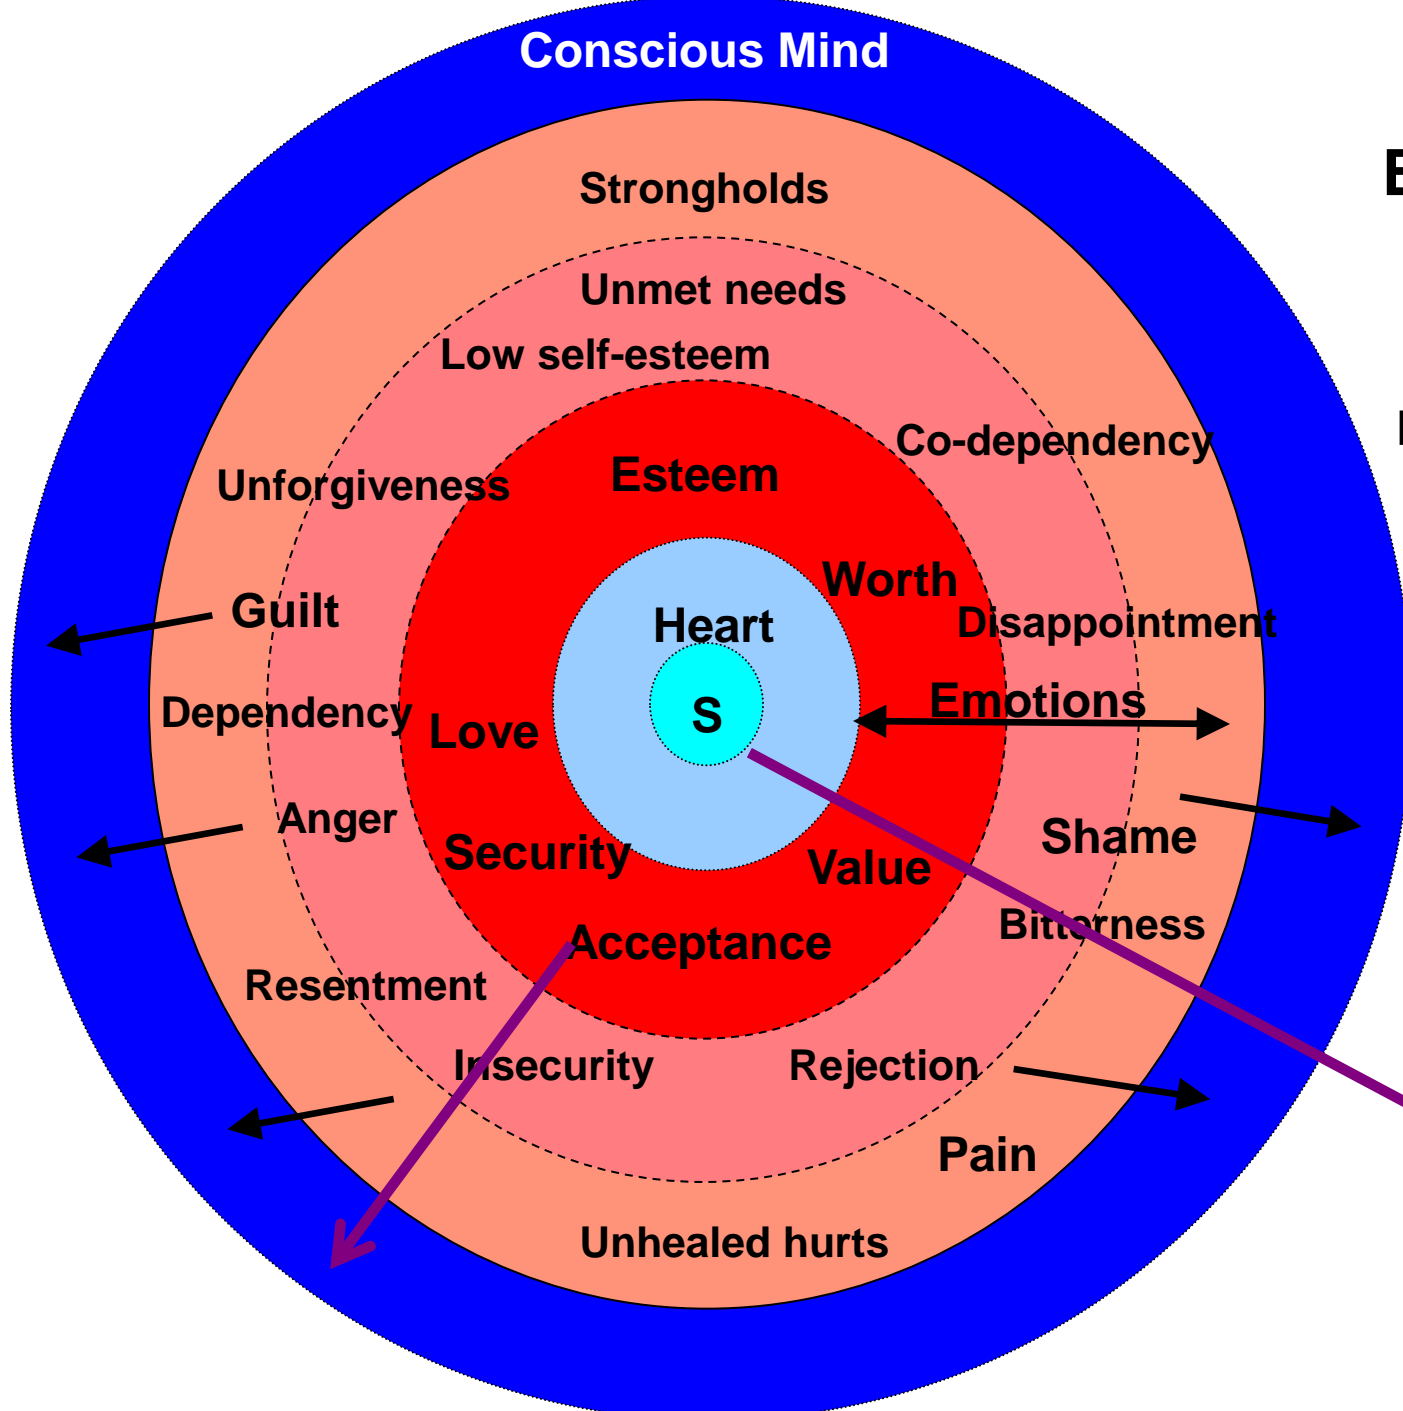 Conscious Mind
Strongholds
Unmet needs
Low self-esteem
Co-dependency
Unforgiveness
Esteem
Worth
Guilt
Heart
Disappointment
Emotions
Dependency
Love
S
Anger
Shame
Security
Value
Bitterness
Acceptance
Resentment
Insecurity
Rejection
Pain
Unhealed hurts